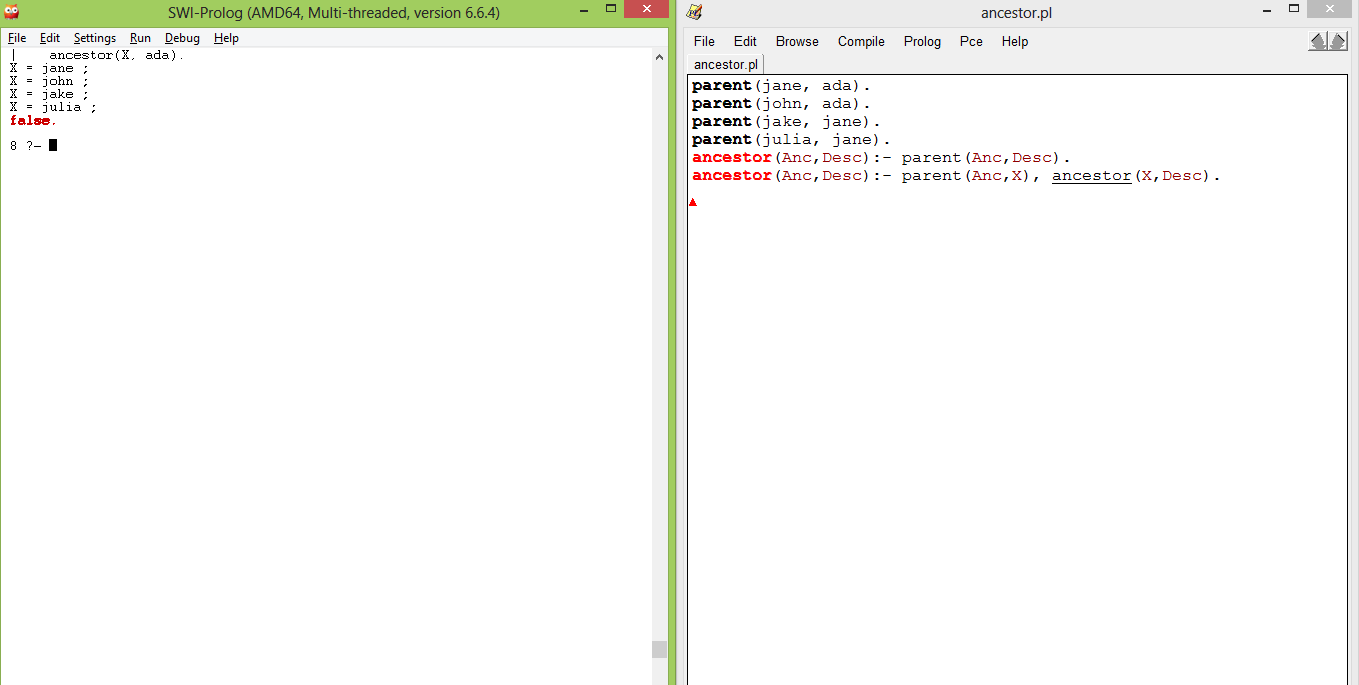 SWI-Prolog (AMD64, Multi-threaded, version 6.6.4)
File Edit Settings Run Debug Help
|    ancestor(X, ada).
X = jane ;
X = john ;
X = jake ;
X = julia ;
false.
8 ?-
ancestor.pl
File Edit Browse Compile Prolog Pce Help
ancestor.pl
parent(jane, ada).
parent(john, ada).
parent(jake, jane).
parent(julia, jane).
ancestor(Anc,Desc):- parent(Anc,Desc).
ancestor(Anc,Desc):- parent(Anc,X), ancestor(X,Desc).